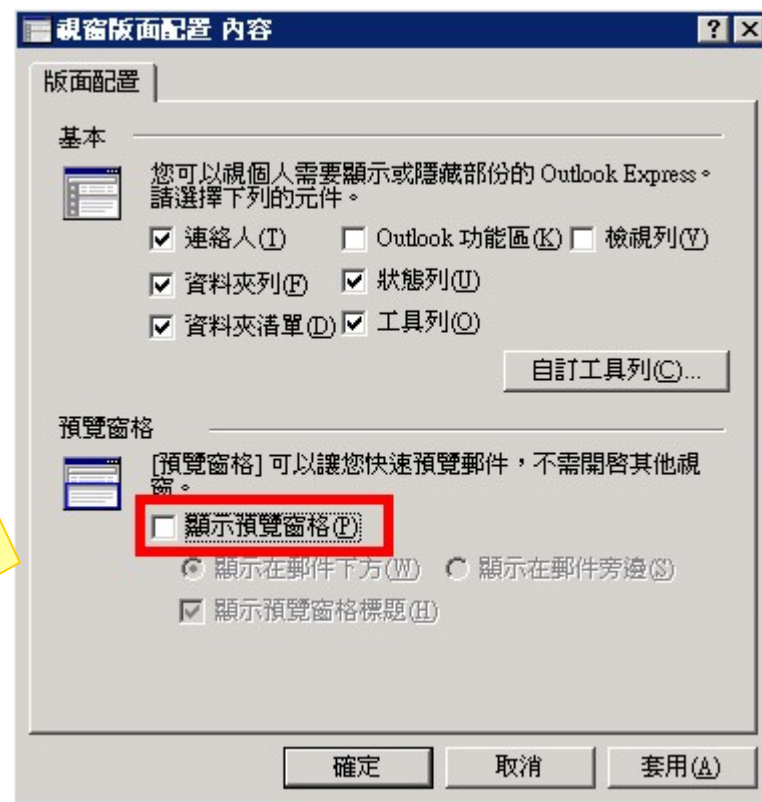 視窗版面配置 內容
版面配置
基本
您可以視個人需要顯示或隱藏部份的 Outlook Express。
請選擇下列的元件。
連絡人(T) Outlook 功能區(K) 檢視列(V)
資料夾列(F) 狀態列(U)
資料夾清單(D) 工具列(O)
自訂工具列(C)...
預覽窗格
[預覽窗格] 可以讓您快速預覽郵件，不需開啓其他視
窗。
顯示預覽窗格(P)
顯示在郵件下方(W) 顯示在郵件旁邊(S)
顯示預覽窗格標題(H)
確定 取消 套用(A)